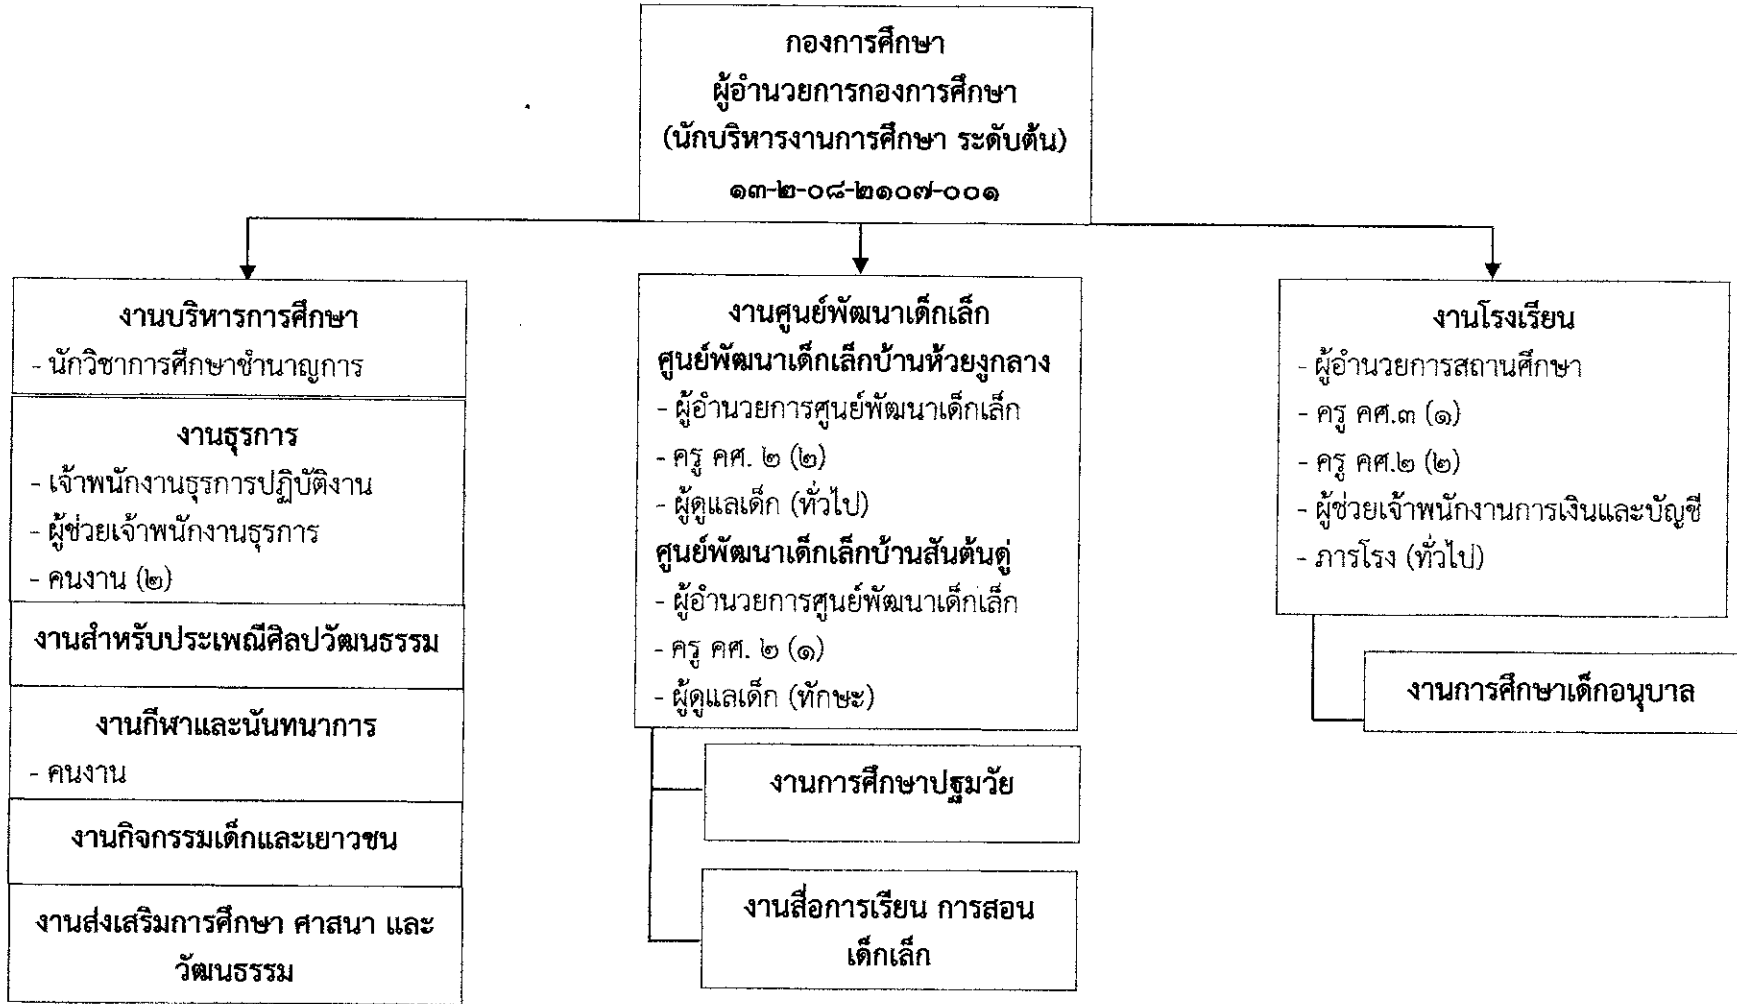 กองการศึกษา
ผู้อำนวยการกองการศึกษา
(นักบริหารงานการศึกษา ระดับต้น)
๑๓-๒-๐๘-๒๑๐๗-๐๐๑
งานบริหารการศึกษา
- นักวิชาการศึกษาชำนาญการ
งานธุรการ
- เจ้าพนักงานธุรการปฏิบัติงาน
- ผู้ช่วยเจ้าพนักงานธุรการ
- คนงาน (๒)
งานสำหรับประเพณีศิลปวัฒนธรรม
งานกีฬาและนันทนาการ
- คนงาน
งานกิจกรรมเด็กและเยาวชน
งานส่งเสริมการศึกษา ศาสนา และ
วัฒนธรรม
งานศูนย์พัฒนาเด็กเล็ก
ศูนย์พัฒนาเด็กเล็กบ้านห้วยงูกลาง
- ผู้อำนวยการศูนย์พัฒนาเด็กเล็ก
- ครู คศ. ๒ (๒)
- ผู้ดูแลเด็ก (ทั่วไป)
ศูนย์พัฒนาเด็กเล็กบ้านสันต้นดู่
- ผู้อำนวยการศูนย์พัฒนาเด็กเล็ก
- ครู คศ. ๒ (๑)
- ผู้ดูแลเด็ก (ทักษะ)
งานการศึกษาปฐมวัย
งานสื่อการเรียน การสอน
เด็กเล็ก
งานโรงเรียน
- ผู้อำนวยการสถานศึกษา
- ครู คศ.๓ (๑)
- ครู คศ.๒ (๒)
- ผู้ช่วยเจ้าพนักงานการเงินและบัญชี
- ภารโรง (ทั่วไป)
งานการศึกษาเด็กอนุบาล